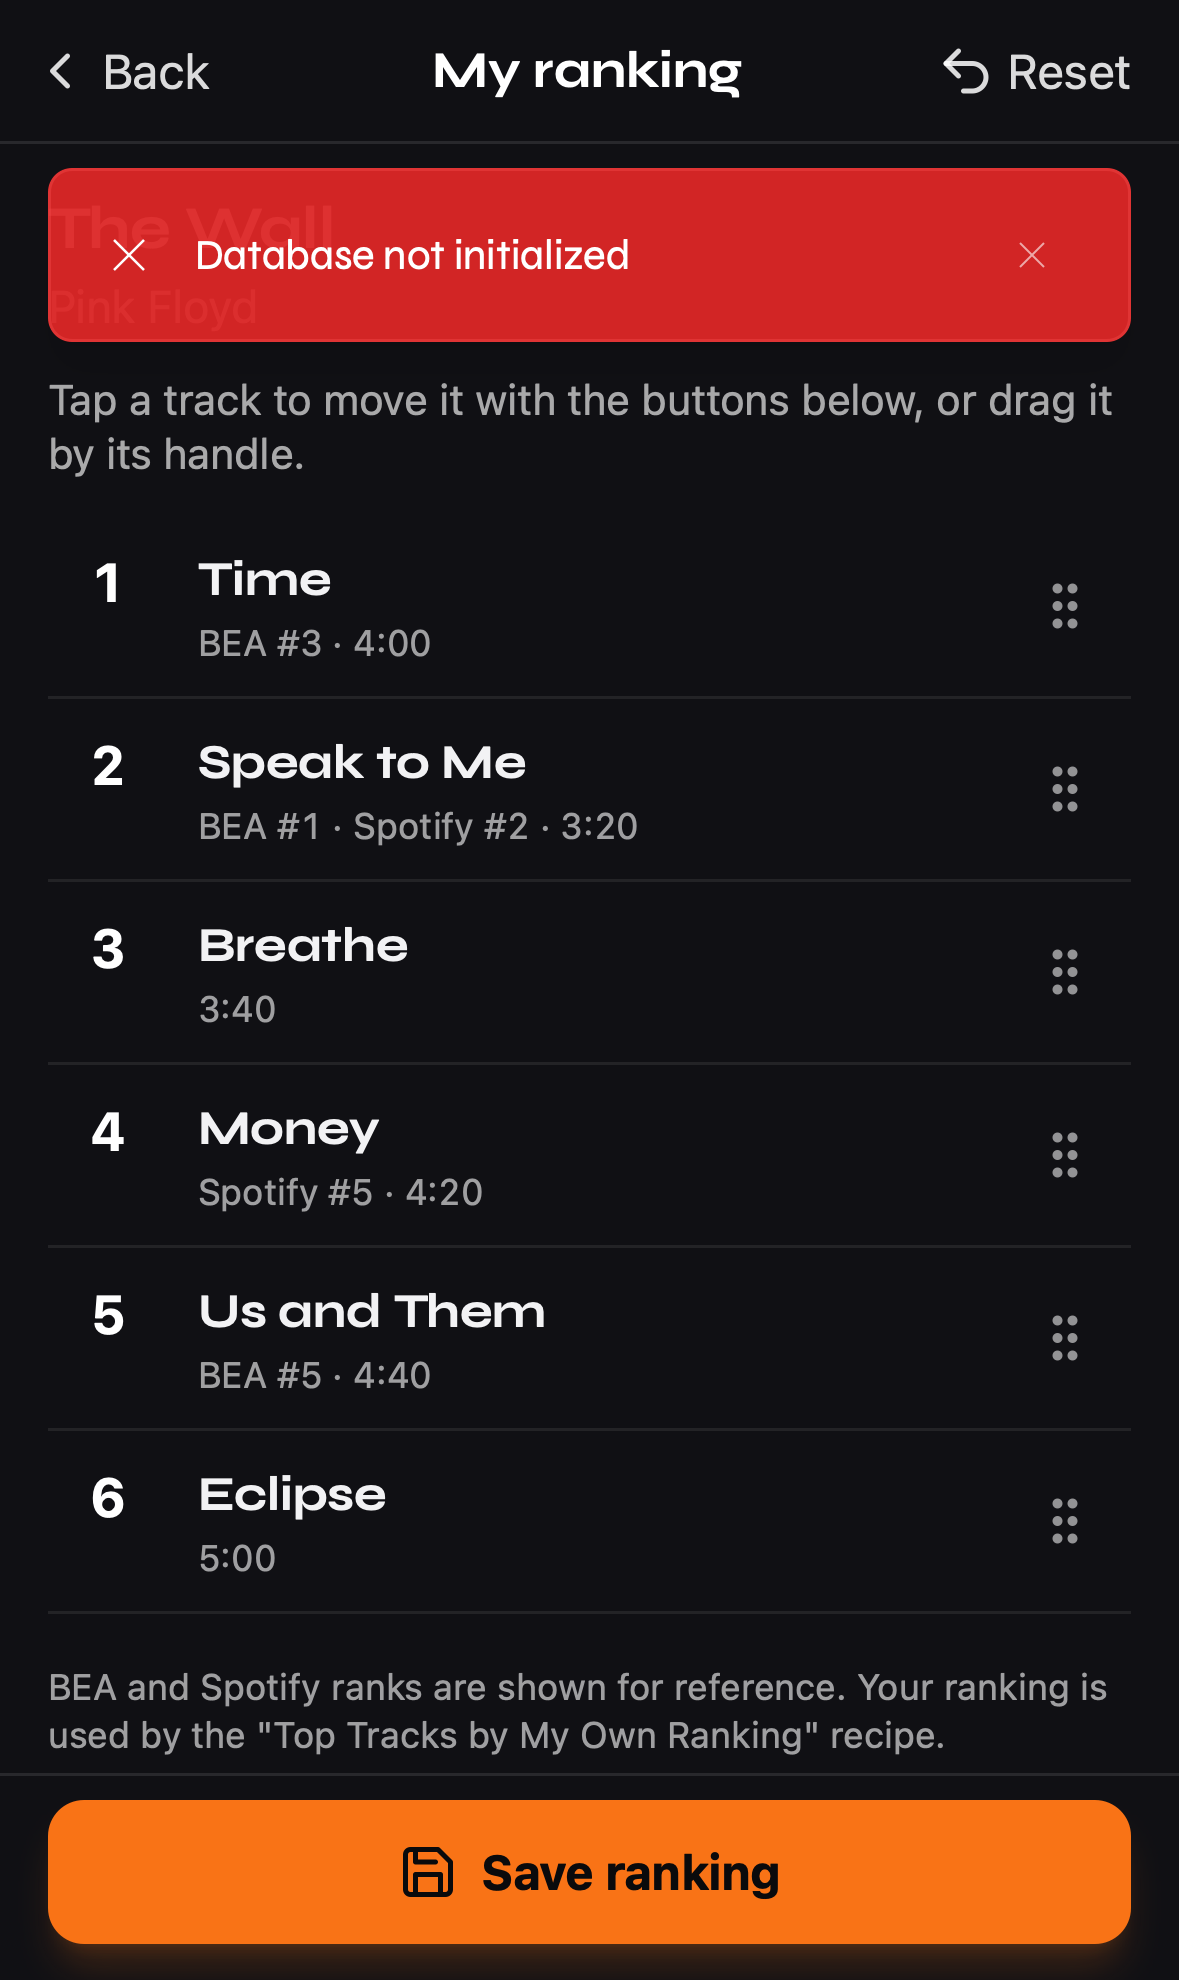 Back
My ranking
Reset
The Wall
Database not initialized
Pink Floyd
Tap a track to move it with the buttons below, or drag it
by its handle.
1
Time
BEA #3 · 4:00
2
Speak to Me
BEA #1 · Spotify #2 · 3:20
3
Breathe
3:40
4
Money
Spotify #5 · 4:20
5
Us and Them
BEA #5 · 4:40
6
Eclipse
5:00
BEA and Spotify ranks are shown for reference. Your ranking is
used by the "Top Tracks by My Own Ranking" recipe.
Save ranking